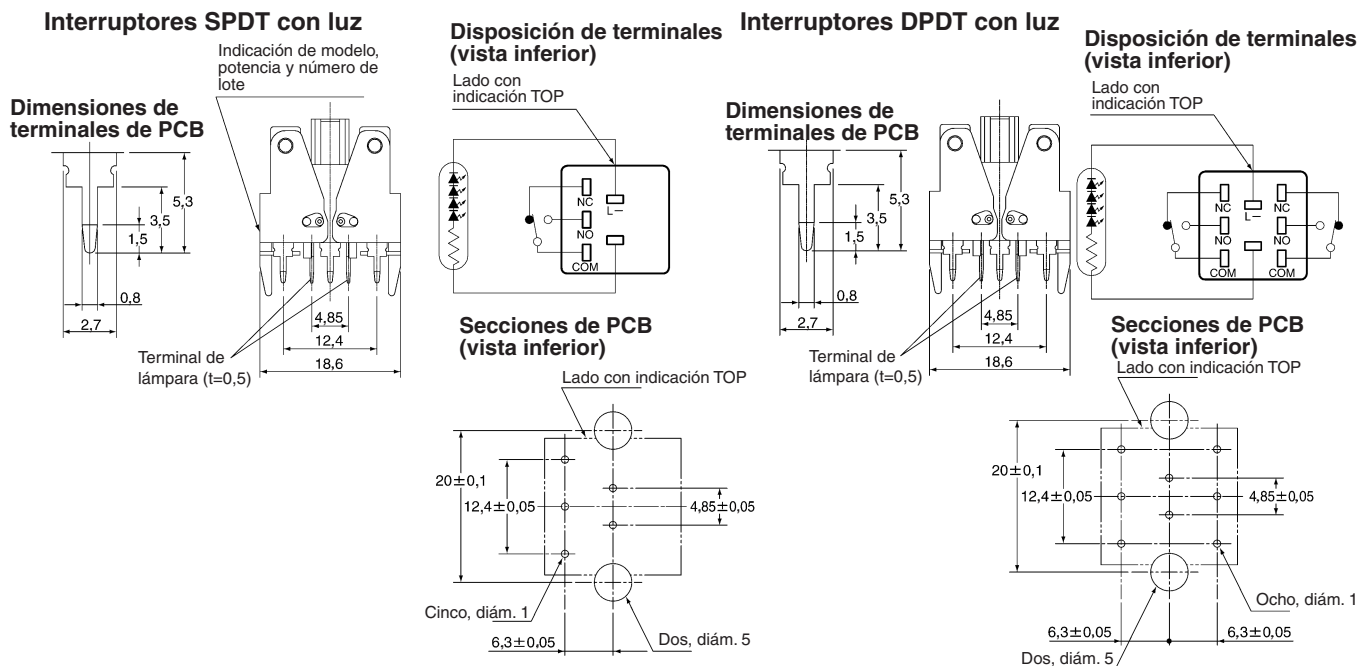 Interruptores SPDT con luz
Indicación de modelo,
potencia y número de
lote
Dimensiones de
terminales de PCB
5,3
3,5
1,5
0,8
2,7
4,85
12,4
18,6
Terminal de
lámpara (t=0,5)
Disposición de terminales
(vista inferior)
Lado con
indicación TOP
NC
L−
NO
COM
Secciones de PCB
(vista inferior)
Lado con indicación TOP
20±0,1
12,4±0,05
4,85±0,05
Cinco, diám. 1
6,3±0,05
Dos, diám. 5
Interruptores DPDT con luz
Dimensiones de
terminales de PCB
5,3
3,5
1,5
0,8
2,7
4,85
12,4
18,6
Terminal de
lámpara (t=0,5)
Disposición de terminales
(vista inferior)
Lado con
indicación TOP
NC
L−
NC
NO
NO
COM
COM
Secciones de PCB
(vista inferior)
Lado con indicación TOP
20±0,1
12,4±0,05
4,85±0,05
Ocho, diám. 1
6,3±0,05
6,3±0,05
Dos, diám. 5